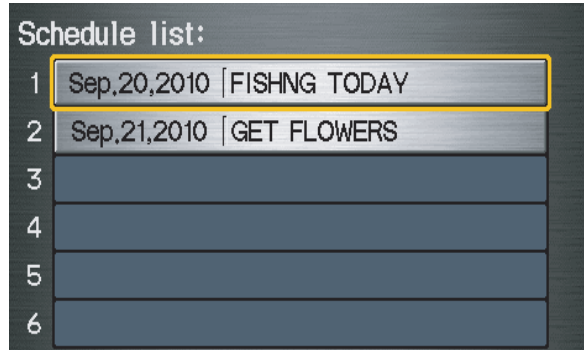 Schedule list:
1 Sep.20,2010 FISHNG TODAY
2 Sep.21,2010 GET FLOWERS
3
4
5
6